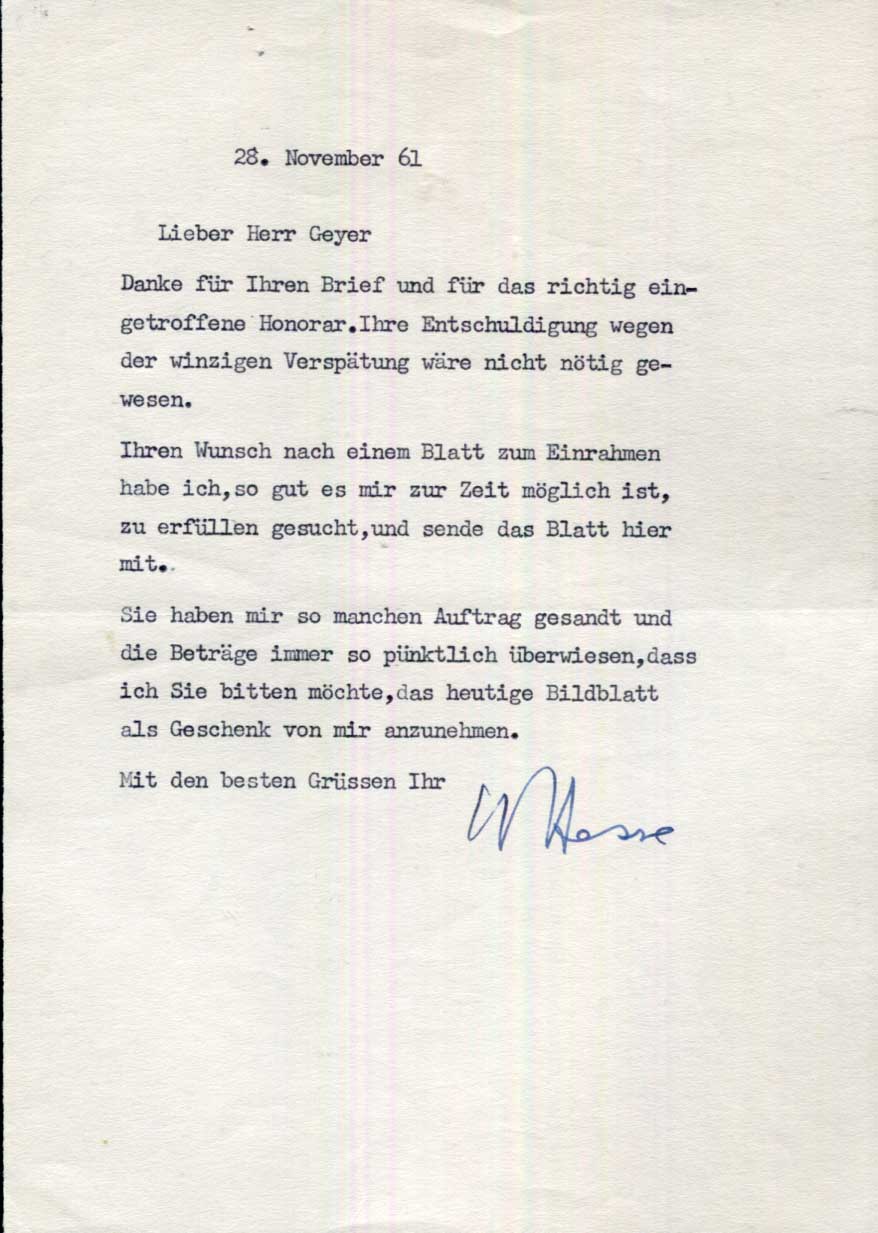 28. November 61
Lieber Herr Geyer
Danke für Ihren Brief und für das richtig ein-
getroffene Honorar.Ihre Entschuldigung wegen
der winzigen Verspätung wäre nicht nötig ge-
wesen.
Ihren Wunsch nach einem Blatt zum Einrahmen
habe ich,so gut es mir zur Zeit möglich ist,
zu erfüllen gesucht,und sende das Blatt hier
mit.
Sie haben mir so manchen Auftrag gesandt und
die Beträge immer so pünktlich überwiesen,dass
ich Sie bitten möchte,das heutige Bildblatt
als Geschenk von mir anzunehmen.
Mit den besten Grüssen Ihr
H Hesse